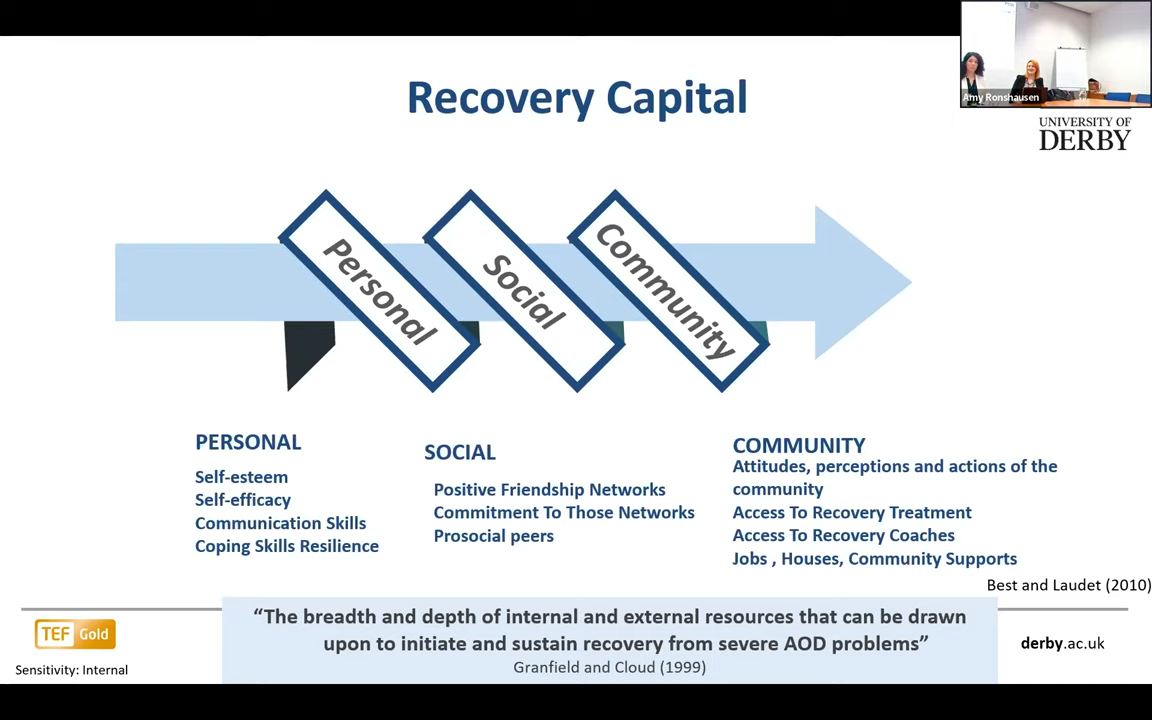 Recovery Capital
Amy Ronshausen
UNIVERSITY OF
DERBY
Personal
Social
Community
PERSONAL
Self-esteem
Self-efficacy
Communication Skills
Coping Skills Resilience
SOCIAL
Positive Friendship Networks
Commitment To Those Networks
Prosocial peers
COMMUNITY
Attitudes, perceptions and actions of the
community
Access To Recovery Treatment
Access To Recovery Coaches
Jobs , Houses, Community Supports
Best and Laudet (2010)
“The breadth and depth of internal and external resources that can be drawn
upon to initiate and sustain recovery from severe AOD problems”
Granfield and Cloud (1999)
TEF Gold
Sensitivity: Internal
derby.ac.uk